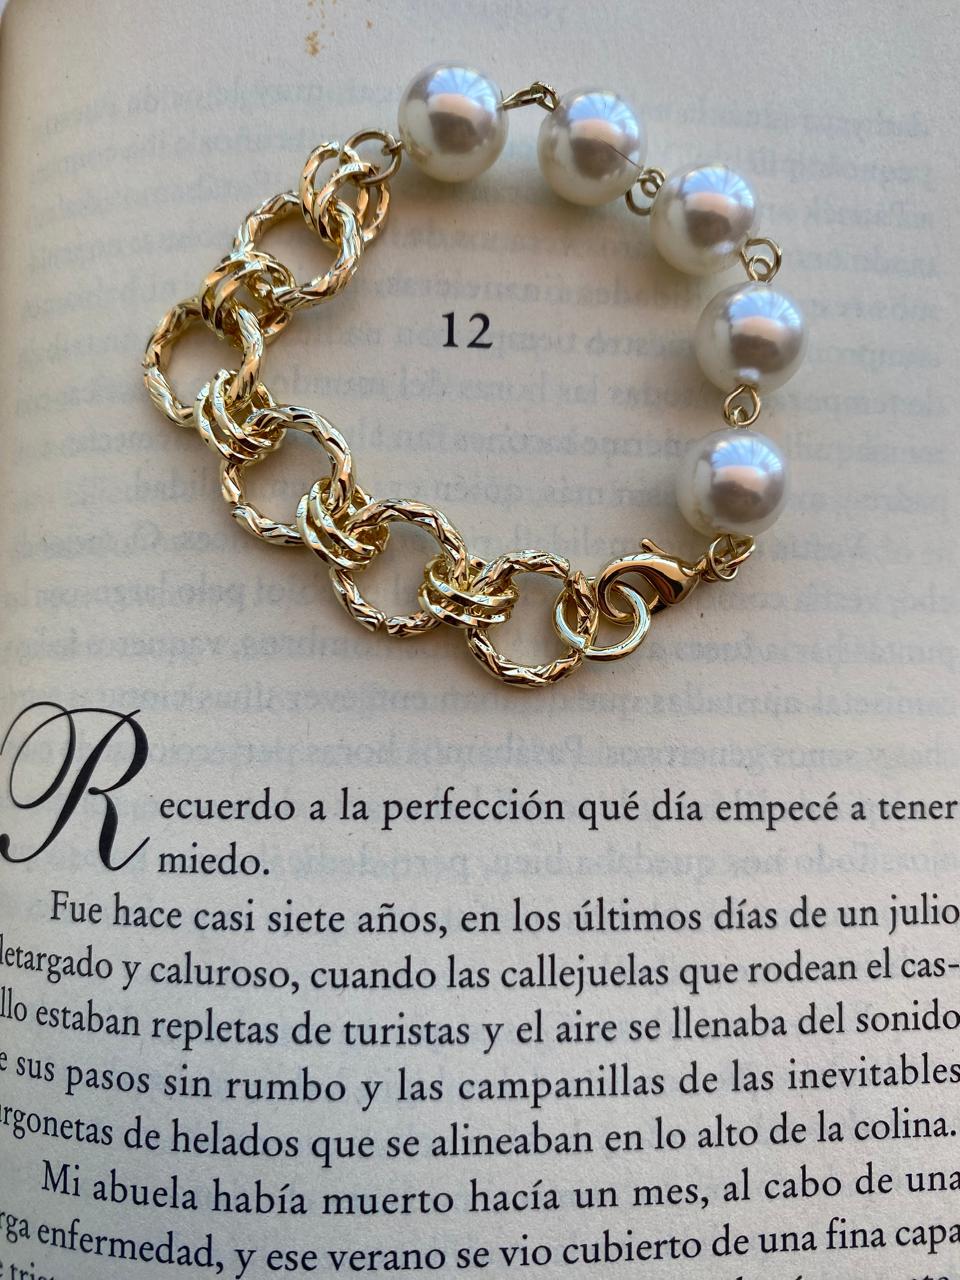 12
Recuerdo a la perfección qué día empecé a tener
miedo.
Fue hace casi siete años, en los últimos días de un julio
letargado y caluroso, cuando las callejuelas que rodean el cas-
llo estaban repletas de turistas y el aire se llenaba del sonido
e sus pasos sin rumbo y las campanillas de las inevitables
rgonetas de helados que se alineaban en lo alto de la colina.
Mi abuela había muerto hacía un mes, al cabo de una
rga enfermedad, y ese verano se vio cubierto de una fina capa